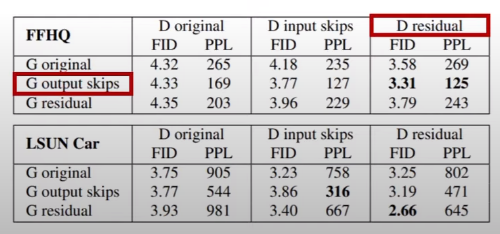 FFHQ D original D input skips D residual
FID PPL FID PPL FID PPL
G original 4.32 265 4.18 235 3.58 269
G output skips 4.33 169 3.77 127 3.31 125
G residual 4.35 203 3.96 229 3.79 243
LSUN Car D original D input skips D residual
FID PPL FID PPL FID PPL
G original 3.75 905 3.23 758 3.25 802
G output skips 3.77 544 3.86 316 3.19 471
G residual 3.93 981 3.40 667 2.66 645